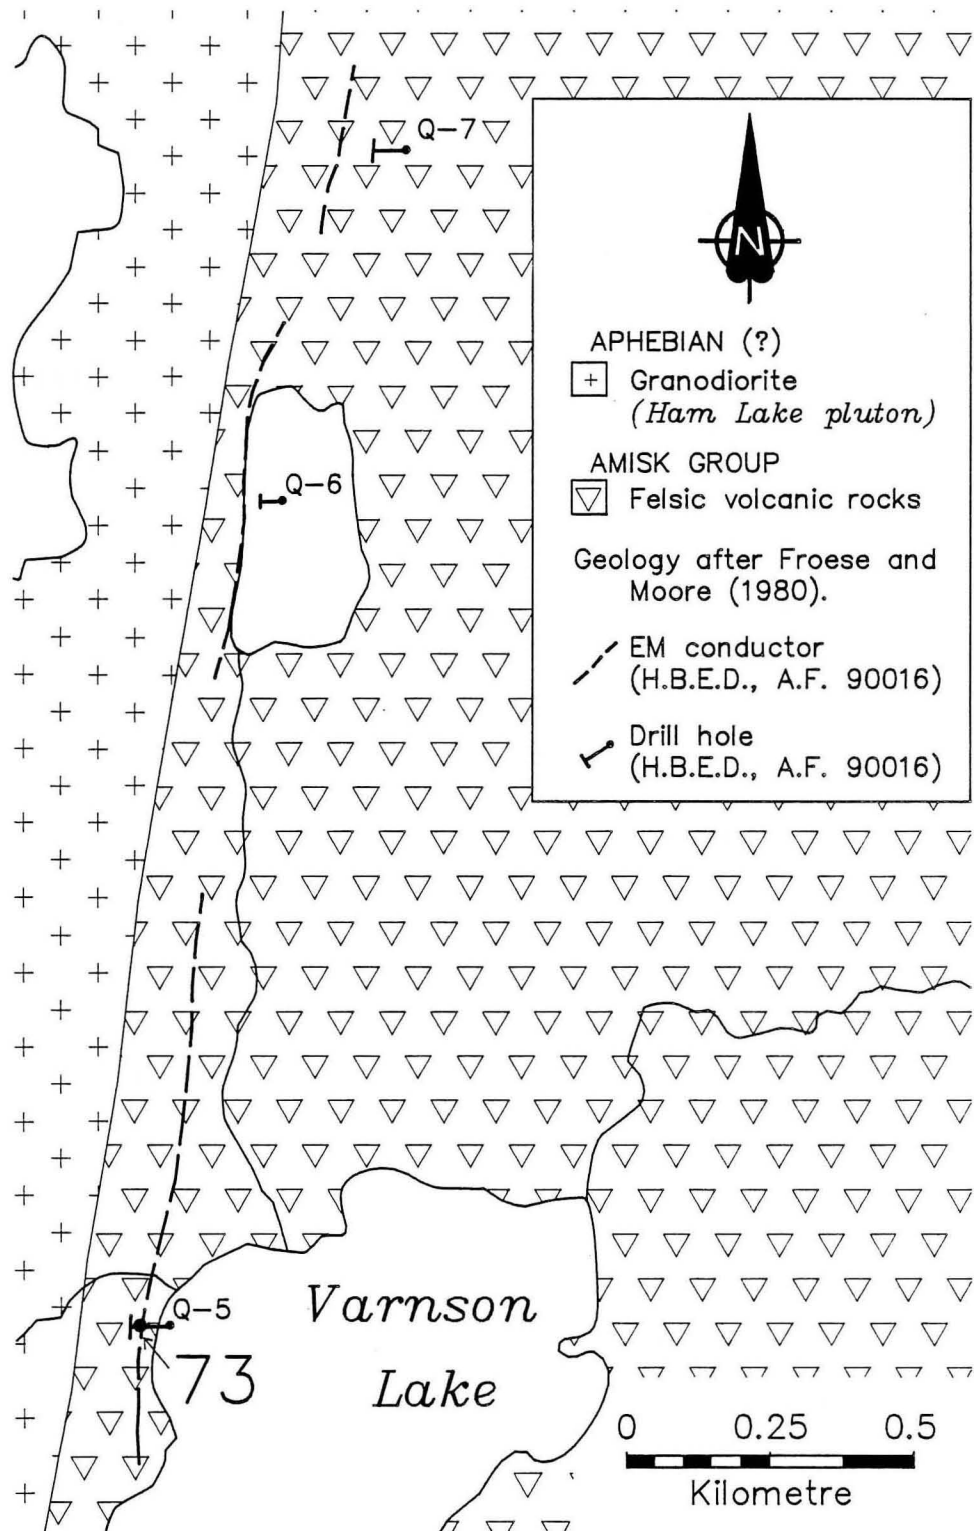 Q-7
N
APHEBIAN (?)
Granodiorite
(Ham Lake pluton)
AMISK GROUP
Felsic volcanic rocks
Geology after Froese and
Moore (1980).
EM conductor
(H.B.E.D., A.F. 90016)
Drill hole
(H.B.E.D., A.F. 90016)
Q-6
Q-5
73
Varnson
Lake
0 0.25 0.5
Kilometre